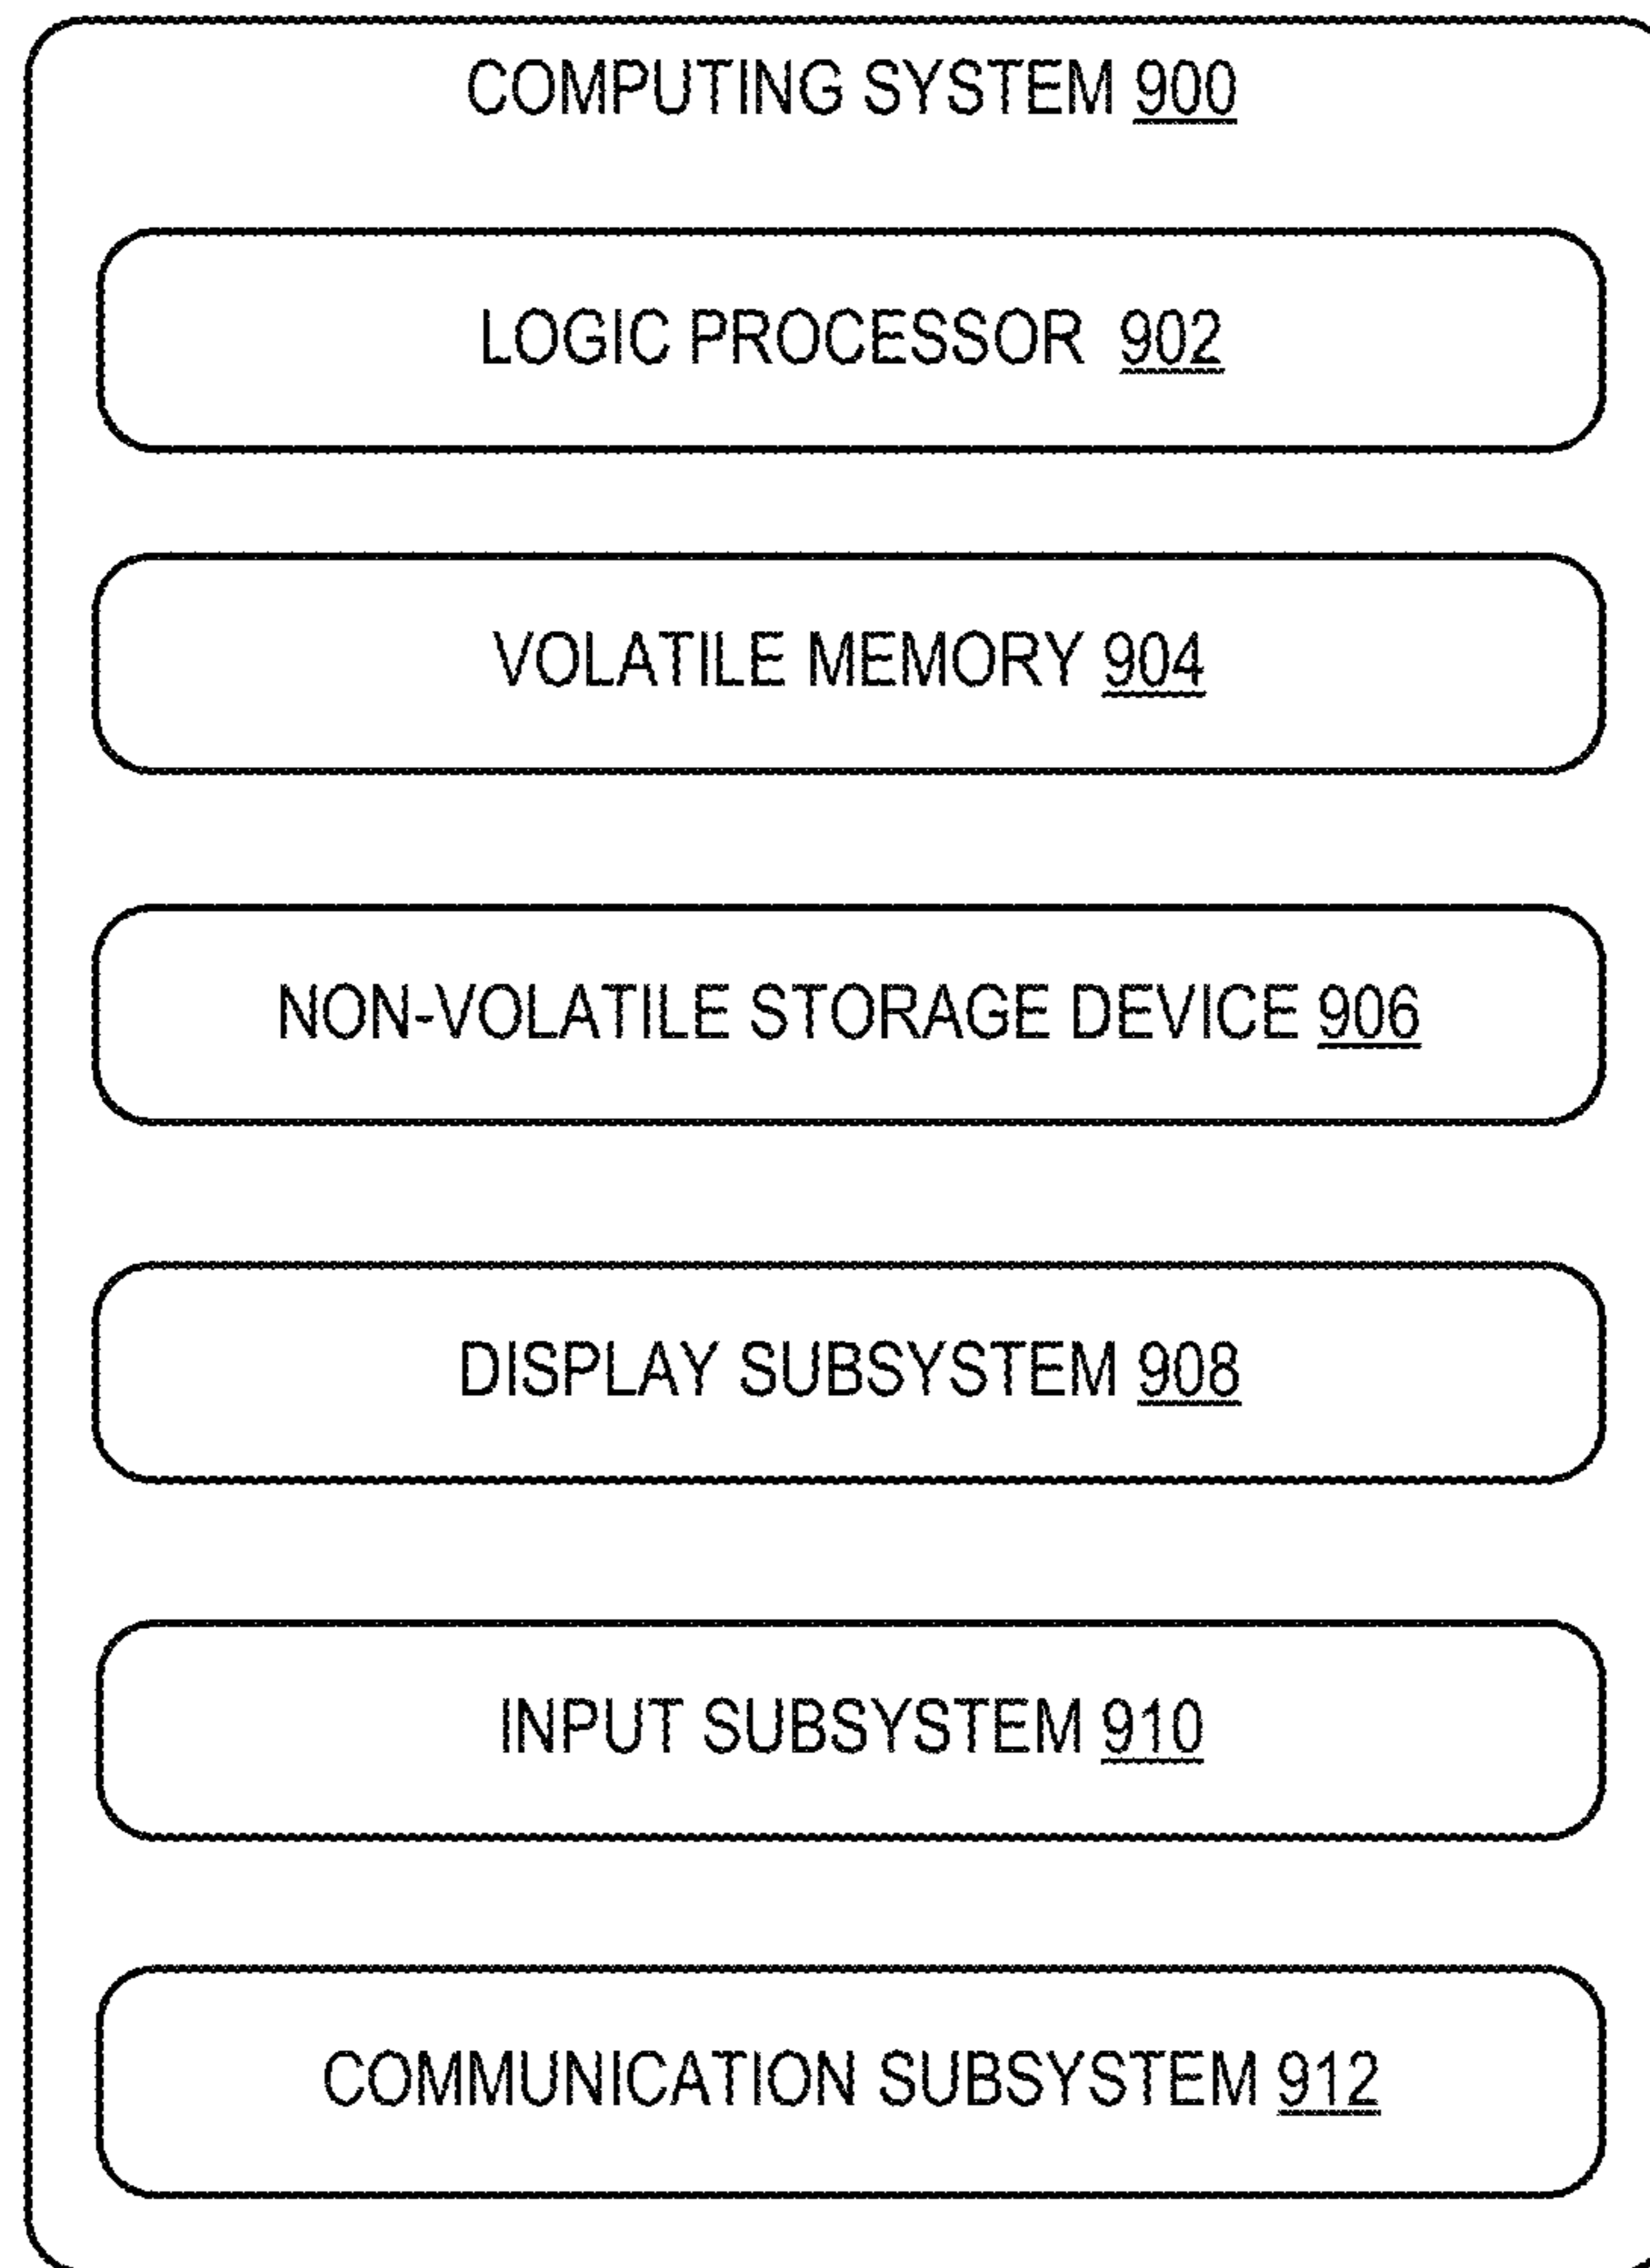 COMPUTING SYSTEM 900
LOGIC PROCESSOR 902
VOLATILE MEMORY 904
NON-VOLATILE STORAGE DEVICE 906
DISPLAY SUBSYSTEM 908
INPUT SUBSYSTEM 910
COMMUNICATION SUBSYSTEM 912